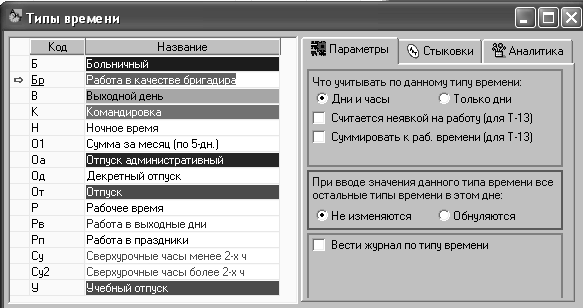 Типы времени
Код Название
Б Больничный
Бр Работа в качестве бригадира
В Выходной день
К Командировка
Н Ночное время
О1 Сумма за месяц (по 5-дн.)
Оа Отпуск административный
Од Декретный отпуск
От Отпуск
Р Рабочее время
Рв Работа в выходные дни
Рп Работа в праздники
Су Сверхурочные часы менее 2-х ч
Су2 Сверхурочные часы более 2-х ч
У Учебный отпуск
Параметры Стыковки Аналитика
Что учитывать по данному типу времени:
Дни и часы Только дни
Считается неявкой на работу (для Т-13)
Суммировать к раб. времени (для Т-13)
При вводе значения данного типа времени все
остальные типы времени в этом дне:
Не изменяются Обнуляются
Вести журнал по типу времени